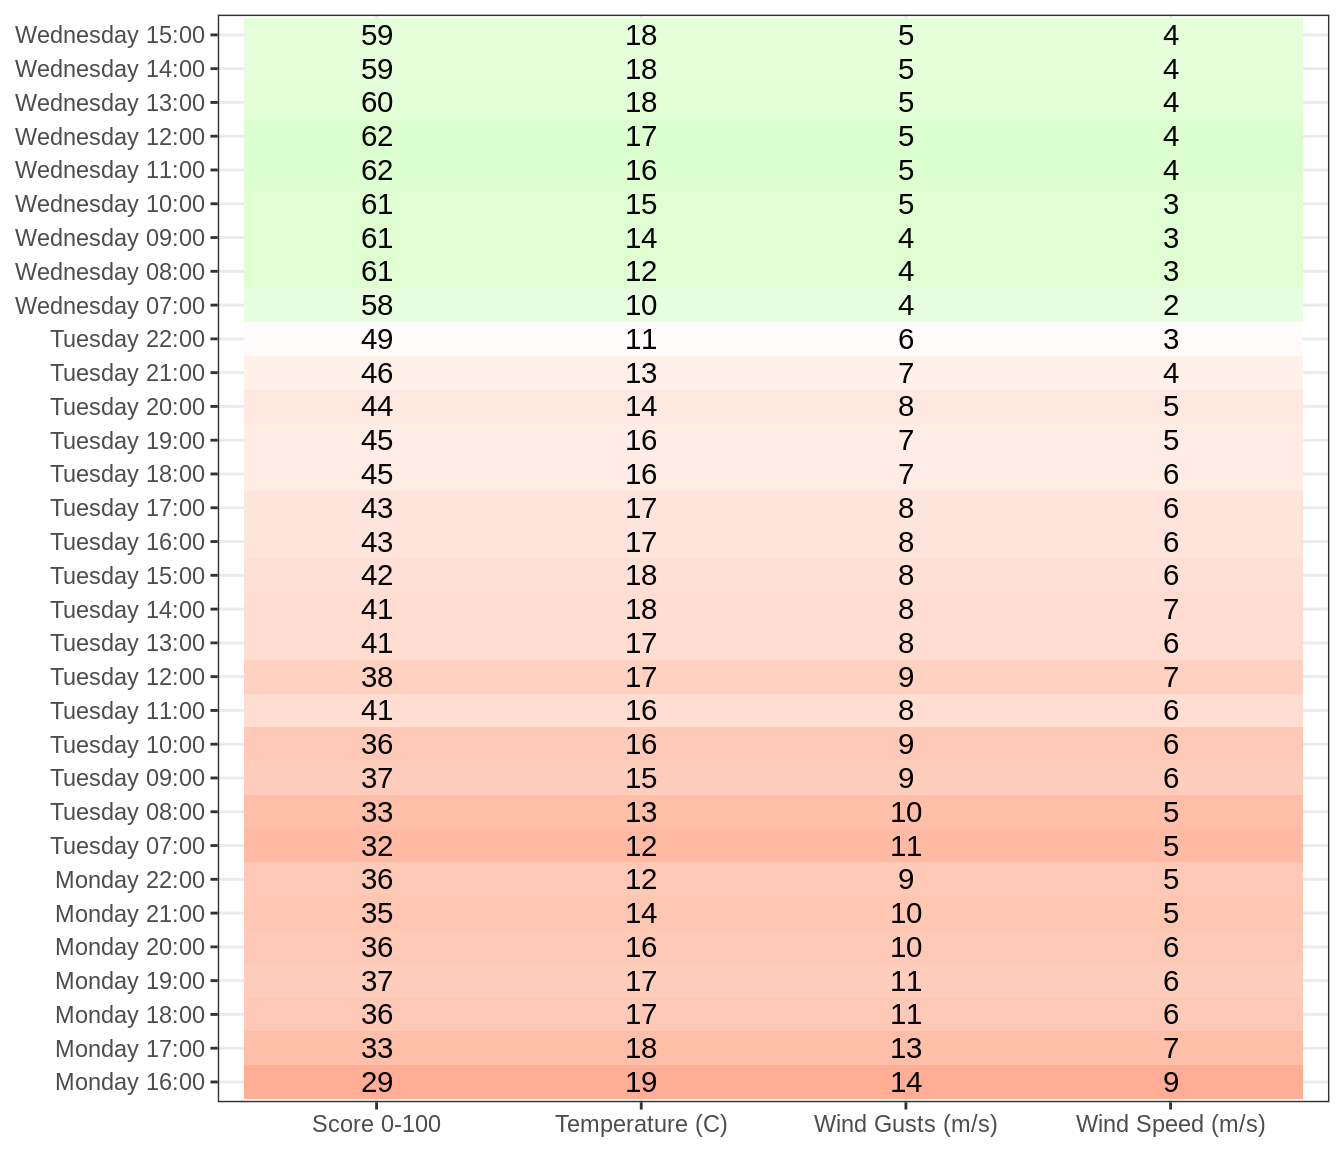 Wednesday 15:00 59 18 5 4
Wednesday 14:00 59 18 5 4
Wednesday 13:00 60 18 5 4
Wednesday 12:00 62 17 5 4
Wednesday 11:00 62 16 5 4
Wednesday 10:00 61 15 5 3
Wednesday 09:00 61 14 4 3
Wednesday 08:00 61 12 4 3
Wednesday 07:00 58 10 4 2
Tuesday 22:00 49 11 6 3
Tuesday 21:00 46 13 7 4
Tuesday 20:00 44 14 8 5
Tuesday 19:00 45 16 7 5
Tuesday 18:00 45 16 7 6
Tuesday 17:00 43 17 8 6
Tuesday 16:00 43 17 8 6
Tuesday 15:00 42 18 8 6
Tuesday 14:00 41 18 8 7
Tuesday 13:00 41 17 8 6
Tuesday 12:00 38 17 9 7
Tuesday 11:00 41 16 8 6
Tuesday 10:00 36 16 9 6
Tuesday 09:00 37 15 9 6
Tuesday 08:00 33 13 10 5
Tuesday 07:00 32 12 11 5
Monday 22:00 36 12 9 5
Monday 21:00 35 14 10 5
Monday 20:00 36 16 10 6
Monday 19:00 37 17 11 6
Monday 18:00 36 17 11 6
Monday 17:00 33 18 13 7
Monday 16:00 29 19 14 9
Score 0-100 Temperature (C) Wind Gusts (m/s) Wind Speed (m/s)